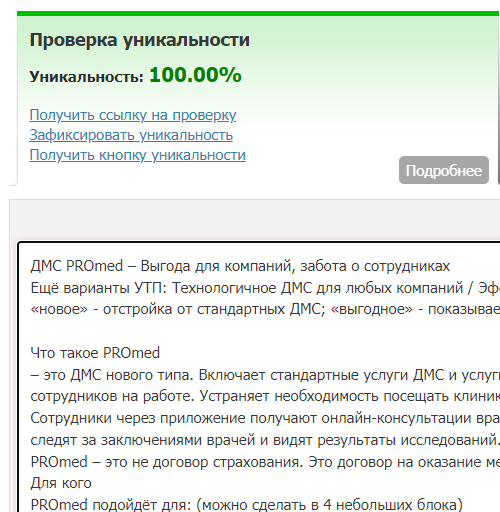 Проверка уникальности
Уникальность: 100.00%
Получить ссылку на проверку
Зафиксировать уникальность
Получить кнопку уникальности
Подробнее
ДМС PROmed – Выгода для компаний, забота о сотрудниках
Ещё варианты УТП: Технологичное ДМС для любых компаний /
«новое» - отстройка от стандартных ДМС; «выгодное» - показывае
Что такое PROmed
– это ДМС нового типа. Включает стандартные услуги ДМС и услуг
сотрудников на работе. Устраняет необходимость посещать клиник
Сотрудники через приложение получают онлайн-консультации вра
следят за заключениями врачей и видят результаты исследований.
PROmed – это не договор страхования. Это договор на оказание ме
Для кого
PROmed подойдёт для: (можно сделать в 4 небольших блока)